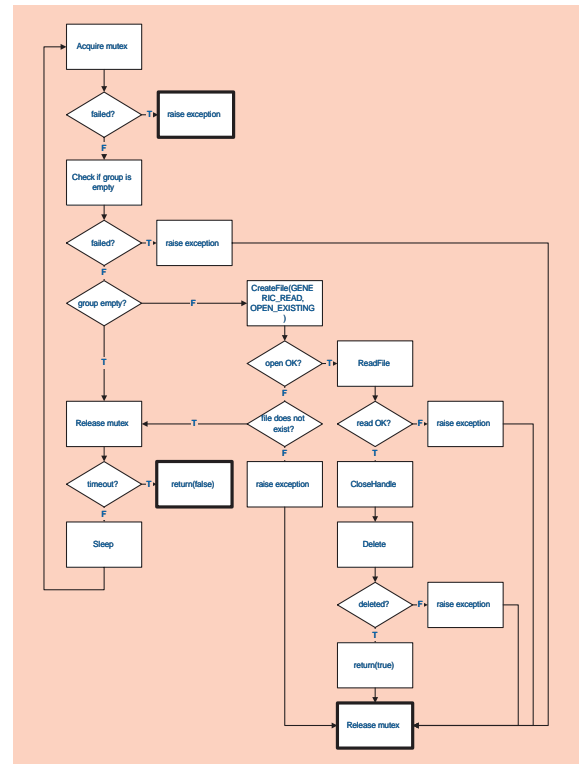 Acquire mutex
failed?
T
raise exception
F
Check if group is
empty
failed?
T
raise exception
F
group empty?
F
CreateFile(GENE
RIC_READ,
OPEN_EXISTING
)
T
open OK?
T
ReadFile
F
Release mutex
T
file does not
exist?
read OK?
F
raise exception
F
T
timeout?
T
return(false)
raise exception
CloseHandle
F
Sleep
Delete
deleted?
F
raise exception
T
return(true)
Release mutex